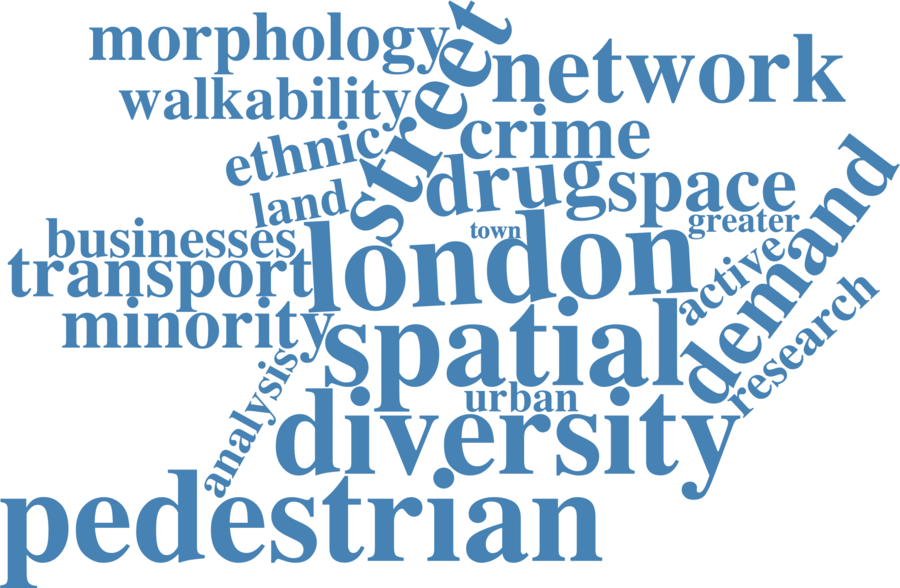 morphology
street
network
walkability
crime
ethnic
drug
space
land
demand
greater
town
businesses
london
transport
active
minority
research
spatial
analysis
urban
diversity
pedestrian